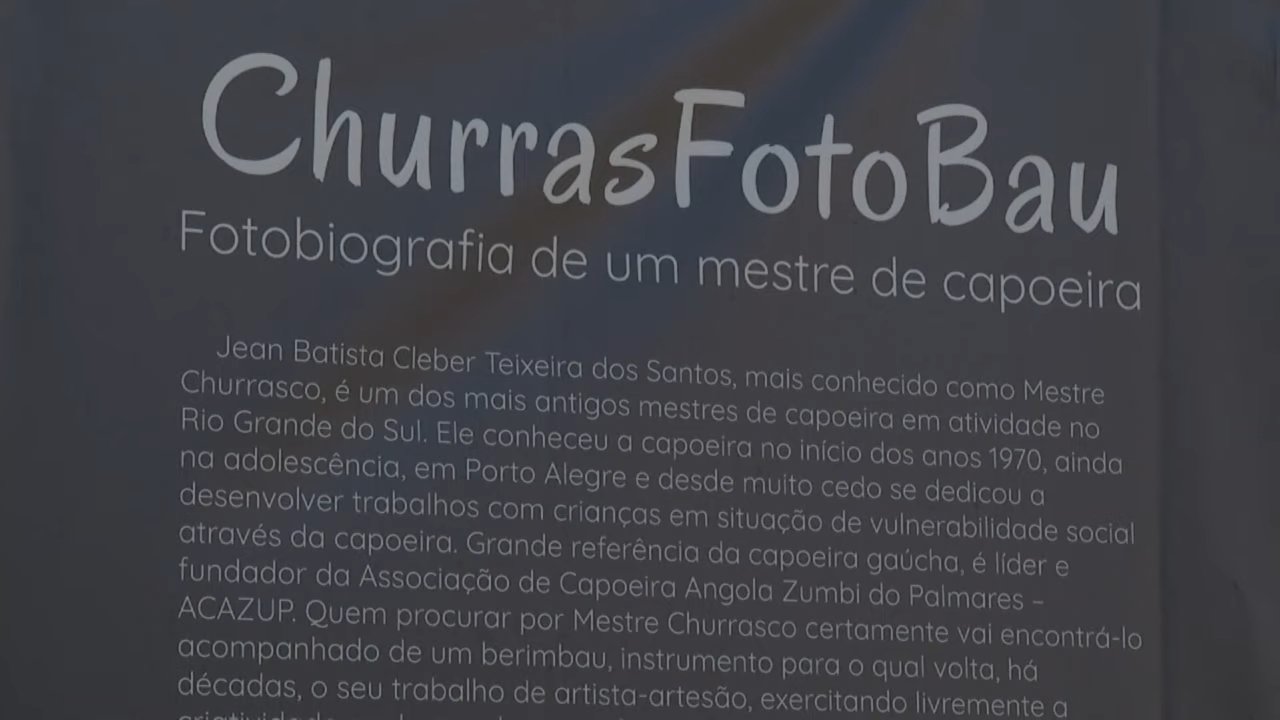 ChurrasFotoBau
Fotobiografia de um mestre de capoeira
Jean Batista Cleber Teixeira dos Santos, mais conhecido como Mestre
Churrasco, é um dos mais antigos mestres de capoeira em atividade no
Rio Grande do Sul. Ele conheceu a capoeira no início dos anos 1970, ainda
na adolescência, em Porto Alegre e desde muito cedo se dedicou a
desenvolver trabalhos com crianças em situação de vulnerabilidade social
através da capoeira. Grande referência da capoeira gaúcha, é líder e
fundador da Associação de Capoeira Angola Zumbi do Palmares –
ACAZUP. Quem procurar por Mestre Churrasco certamente vai encontrá-lo
acompanhado de um berimbau, instrumento para o qual volta, há
décadas, o seu trabalho de artista-artesão, exercitando livremente a